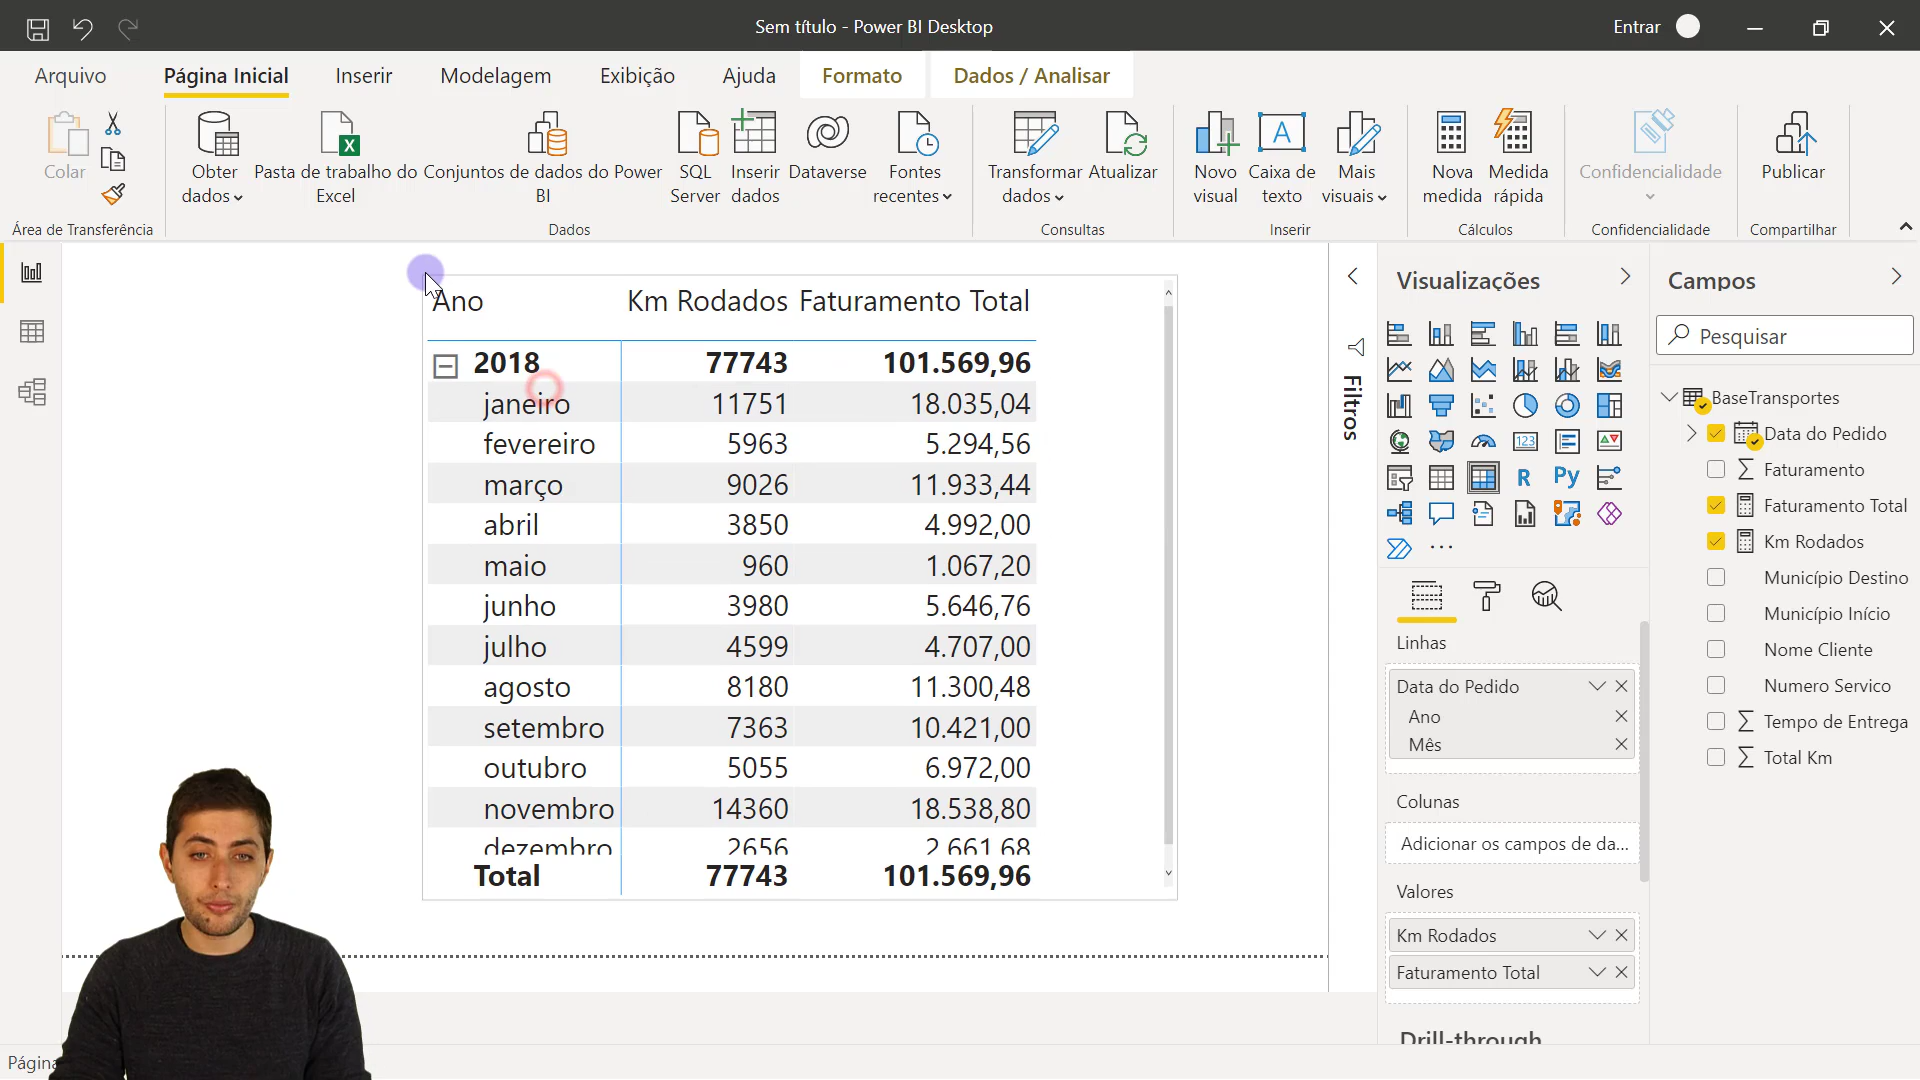 Sem título - Power BI Desktop
Entrar
Arquivo
Página Inicial
Inserir
Modelagem
Exibição
Ajuda
Formato
Dados / Analisar
Colar
Obter dados
Pasta de trabalho do Excel
Conjuntos de dados do Power BI
SQL Server
Inserir dados
Dataverse
Fontes recentes
Transformar dados
Atualizar
Novo visual
Caixa de texto
Mais visuais
Nova medida
Medida rápida
Confidencialidade
Publicar
Área de Transferência
Dados
Consultas
Inserir
Cálculos
Confidencialidade
Compartilhar
Ano Km Rodados Faturamento Total
2018 77743 101.569,96
janeiro 11751 18.035,04
fevereiro 5963 5.294,56
março 9026 11.933,44
abril 3850 4.992,00
maio 960 1.067,20
junho 3980 5.646,76
julho 4599 4.707,00
agosto 8180 11.300,48
setembro 7363 10.421,00
outubro 5055 6.972,00
novembro 14360 18.538,80
dezembro 2656 2.661,68
Total 77743 101.569,96
Filtros
Visualizações
123
R
Py
Linhas
Data do Pedido
Ano
Mês
Colunas
Adicionar os campos de da...
Valores
Km Rodados
Faturamento Total
Drill-through
Campos
Pesquisar
BaseTransportes
Data do Pedido
Faturamento
Faturamento Total
Km Rodados
Município Destino
Município Início
Nome Cliente
Numero Servico
Tempo de Entrega
Total Km
Página